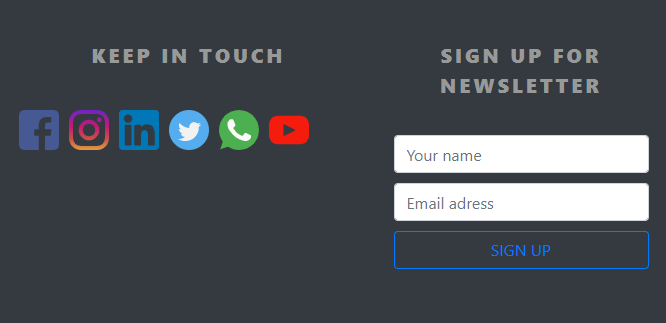 KEEP IN TOUCH
SIGN UP FOR
NEWSLETTER
Your name
Email adress
SIGN UP